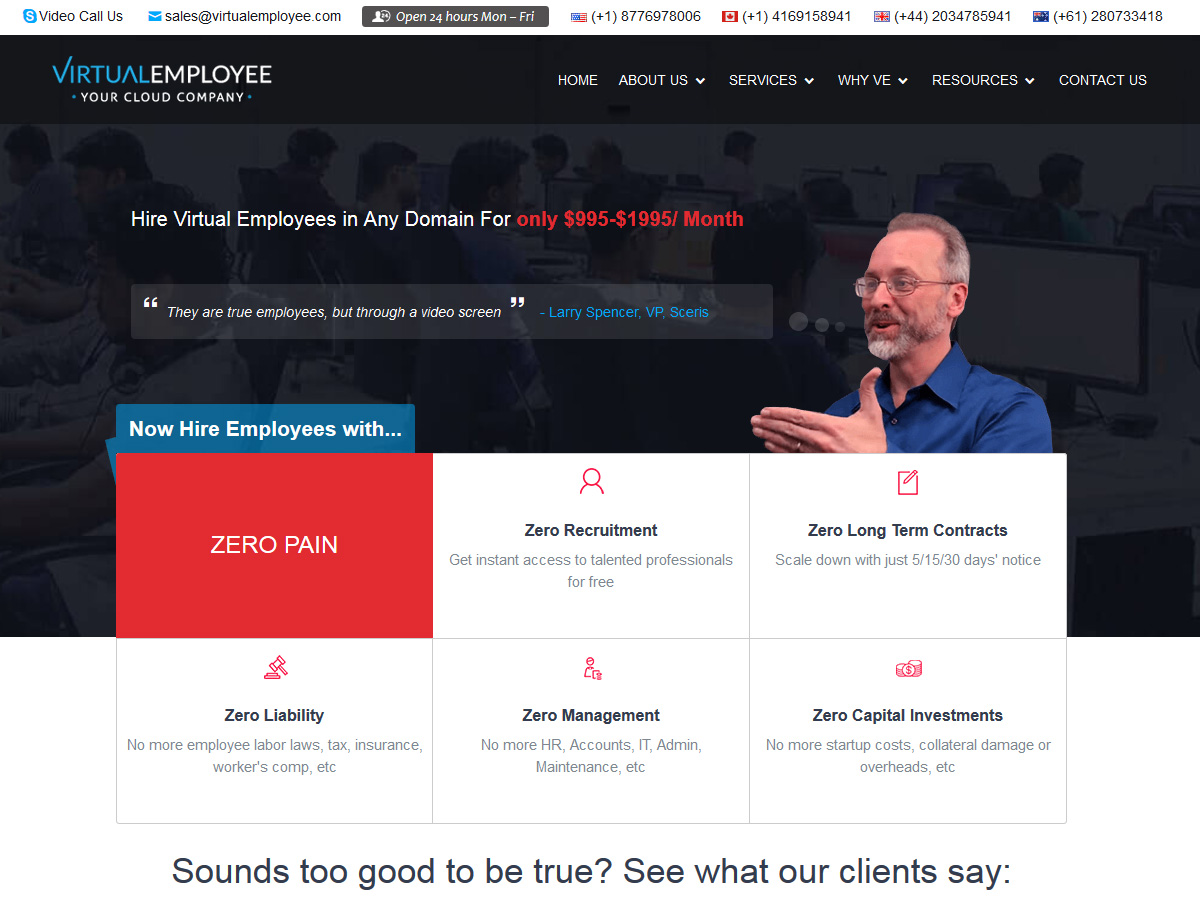 Video Call Us sales@virtualemployee.com Open 24 hours Mon – Fri (+1) 8776978006 (+1) 4169158941 (+44) 2034785941 (+61) 280733418
VIRTUALEMPLOYEE
• YOUR CLOUD COMPANY •
HOME ABOUT US SERVICES WHY VE RESOURCES CONTACT US
Hire Virtual Employees in Any Domain For only $995-$1995/ Month
“ They are true employees, but through a video screen ” - Larry Spencer, VP, Sceris
Now Hire Employees with...
ZERO PAIN
Zero Recruitment
Get instant access to talented professionals
for free
Zero Long Term Contracts
Scale down with just 5/15/30 days' notice
Zero Liability
No more employee labor laws, tax, insurance,
worker's comp, etc
Zero Management
No more HR, Accounts, IT, Admin,
Maintenance, etc
Zero Capital Investments
No more startup costs, collateral damage or
overheads, etc
Sounds too good to be true? See what our clients say: